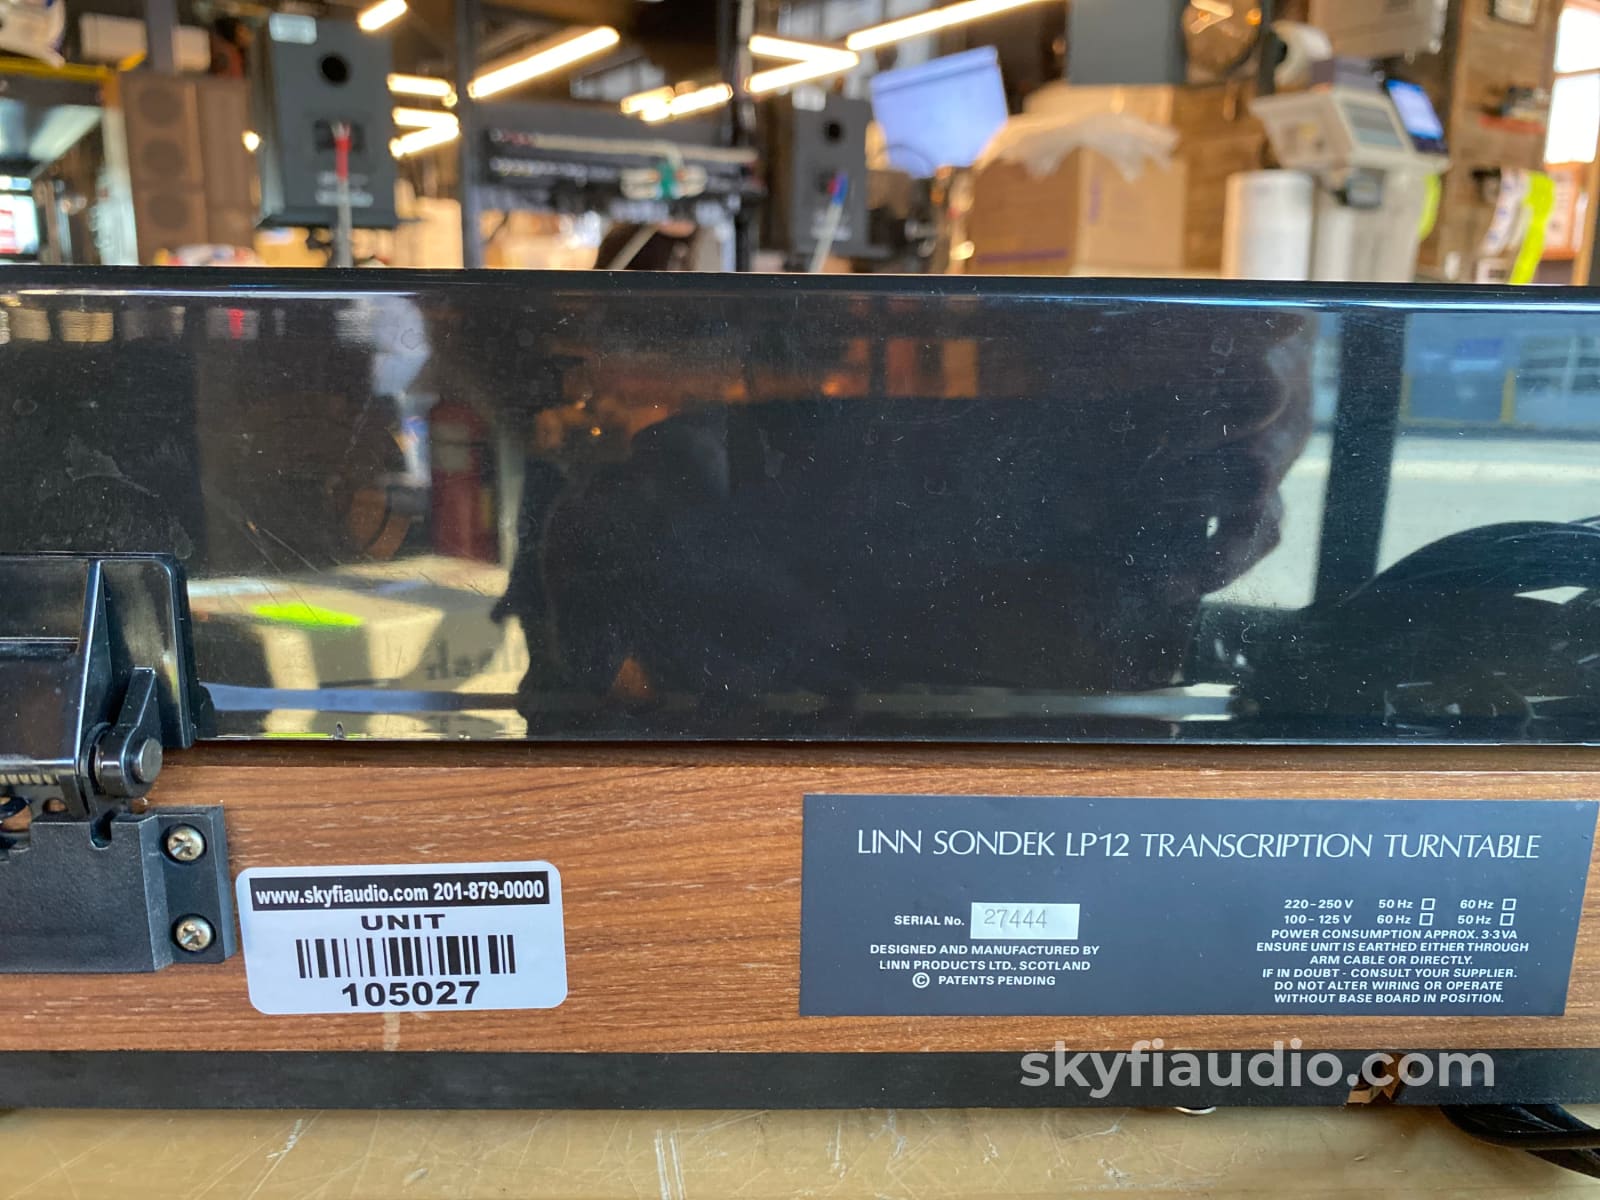 www.skyfiaudio.com 201-879-0000
UNIT
105027
LINN SONDEK LP12 TRANSCRIPTION TURNTABLE
SERIAL No. 27444
DESIGNED AND MANUFACTURED BY
LINN PRODUCTS LTD., SCOTLAND
© PATENTS PENDING
220-250 V 50 Hz □ 60 Hz □
100-125 V 60 Hz □ 50 Hz □
POWER CONSUMPTION APPROX. 3·3VA
ENSURE UNIT IS EARTHED EITHER THROUGH
ARM CABLE OR DIRECTLY.
IF IN DOUBT - CONSULT YOUR SUPPLIER.
DO NOT ALTER WIRING OR OPERATE
WITHOUT BASE BOARD IN POSITION.
skyfiaudio.com